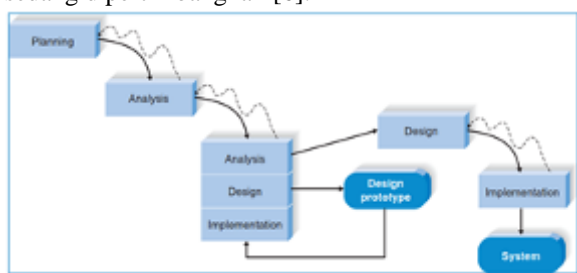 Planning
Analysis
Analysis
Design
Implementation
Design
prototype
Design
Implementation
System